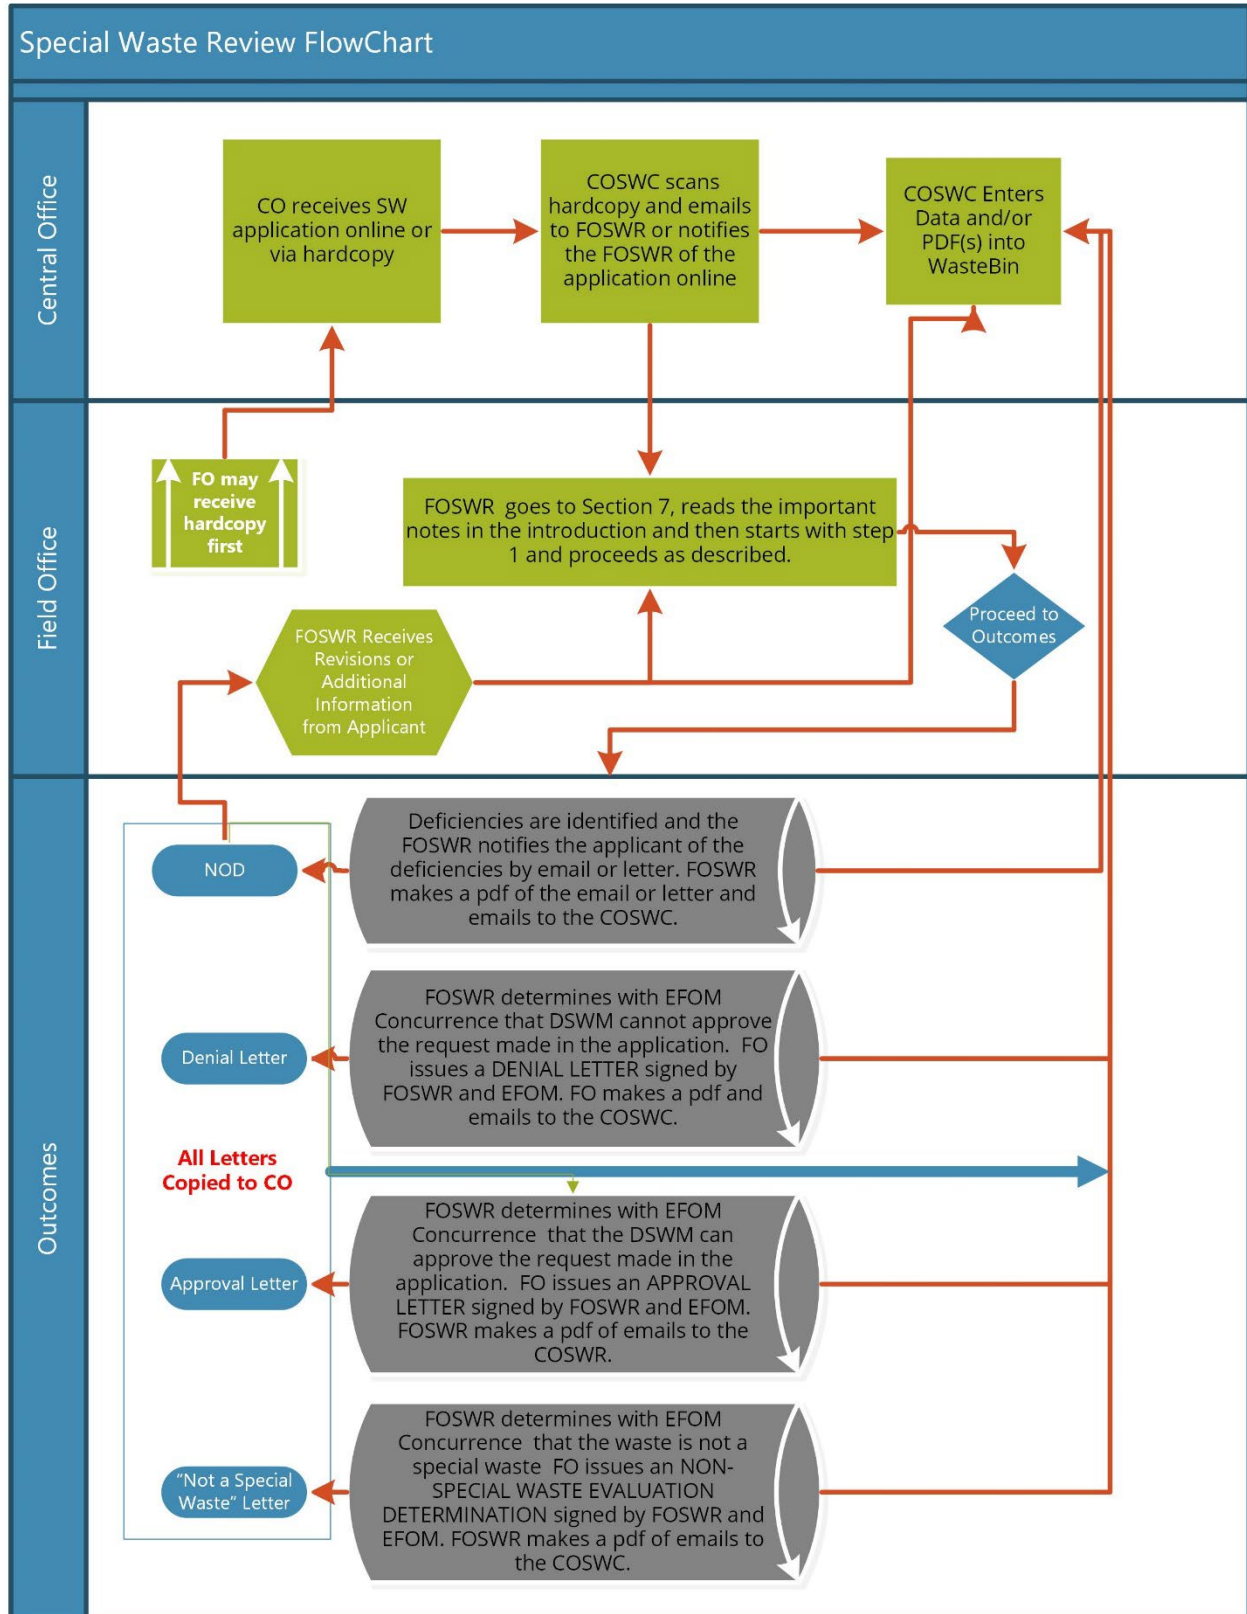 Special Waste Review FlowChart
Central Office
CO receives SW
application online or
via hardcopy
COSWC scans
hardcopy and emails
to FOSWR or notifies
the FOSWR of the
application online
COSWC Enters
Data and/or
PDF(s) into
WasteBin
Field Office
FO may
receive
hardcopy
first
FOSWR  goes to Section 7, reads the important
notes in the introduction and then starts with step
1 and proceeds as described.
Proceed to
Outcomes
FOSWR Receives
Revisions or
Additional
Information
from Applicant
Outcomes
NOD
Deficiencies are identified and the
FOSWR notifies the applicant of the
deficiencies by email or letter. FOSWR
makes a pdf of the email or letter and
emails to the COSWC.
Denial Letter
FOSWR determines with EFOM
Concurrence that DSWM cannot approve
the request made in the application.  FO
issues a DENIAL LETTER signed by
FOSWR and EFOM. FO makes a pdf and
emails to the COSWC.
All Letters
Copied to CO
Approval Letter
FOSWR determines with EFOM
Concurrence  that the DSWM can
approve the request made in the
application.  FO issues an APPROVAL
LETTER signed by FOSWR and EFOM.
FOSWR makes a pdf of emails to the
COSWR.
"Not a Special
Waste" Letter
FOSWR determines with EFOM
Concurrence  that the waste is not a
special waste  FO issues an NON-
SPECIAL WASTE EVALUATION
DETERMINATION signed by FOSWR and
EFOM. FOSWR makes a pdf of emails to
the COSWC.